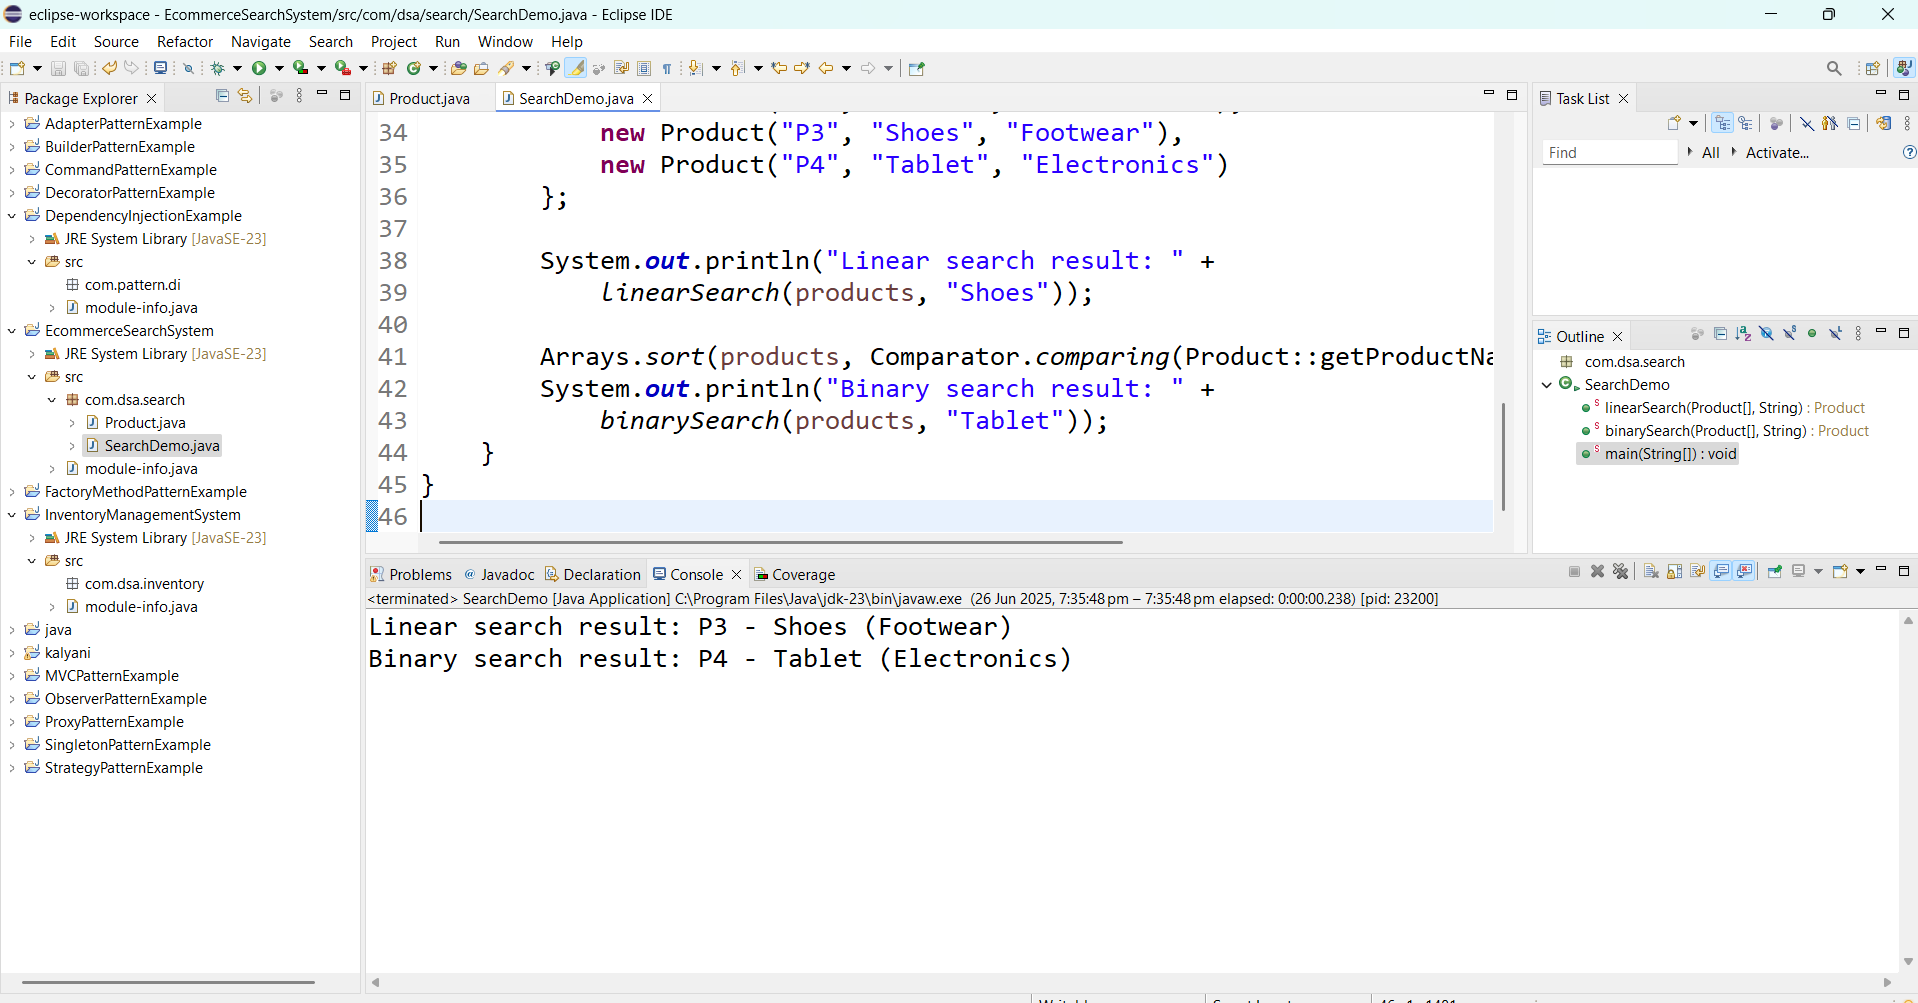 eclipse-workspace - EcommerceSearchSystem/src/com/dsa/search/SearchDemo.java - Eclipse IDE
File Edit Source Refactor Navigate Search Project Run Window Help
Package Explorer
AdapterPatternExample
BuilderPatternExample
CommandPatternExample
DecoratorPatternExample
DependencyInjectionExample
JRE System Library [JavaSE-23]
src
com.pattern.di
module-info.java
EcommerceSearchSystem
JRE System Library [JavaSE-23]
src
com.dsa.search
Product.java
SearchDemo.java
module-info.java
FactoryMethodPatternExample
InventoryManagementSystem
JRE System Library [JavaSE-23]
src
com.dsa.inventory
module-info.java
java
kalyani
MVCPatternExample
ObserverPatternExample
ProxyPatternExample
SingletonPatternExample
StrategyPatternExample
Product.java SearchDemo.java
34 new Product("P3", "Shoes", "Footwear"),
35 new Product("P4", "Tablet", "Electronics")
36 };
37
38 System.out.println("Linear search result: " +
39 linearSearch(products, "Shoes"));
40
41 Arrays.sort(products, Comparator.comparing(Product::getProductNa
42 System.out.println("Binary search result: " +
43 binarySearch(products, "Tablet"));
44 }
45 }
46
Problems @ Javadoc Declaration Console Coverage
<terminated> SearchDemo [Java Application] C:\Program Files\Java\jdk-23\bin\javaw.exe (26 Jun 2025, 7:35:48 pm – 7:35:48 pm elapsed: 0:00:00.238) [pid: 23200]
Linear search result: P3 - Shoes (Footwear)
Binary search result: P4 - Tablet (Electronics)
Task List
Find All Activate...
Outline
com.dsa.search
SearchDemo
linearSearch(Product[], String) : Product
binarySearch(Product[], String) : Product
main(String[]) : void